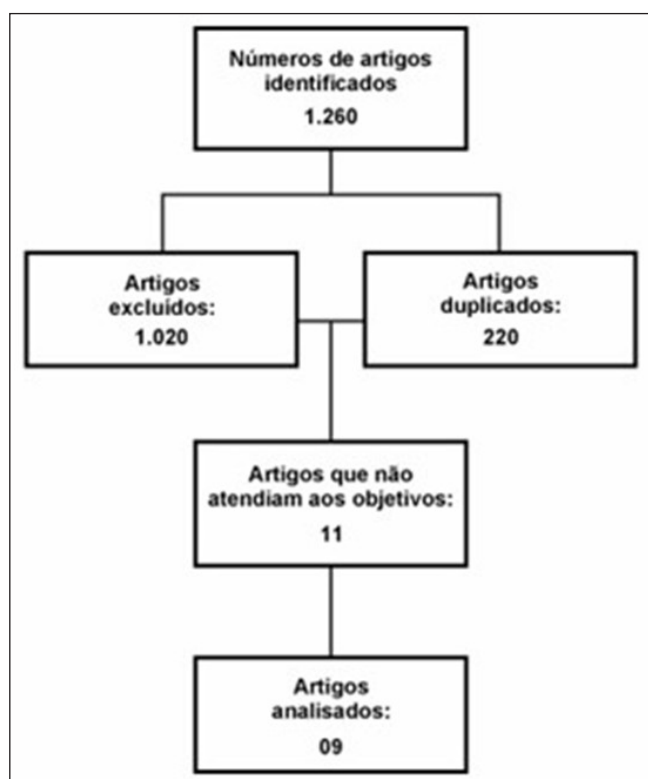 Números de artigos
identificados
1.260
Artigos
excluídos:
1.020
Artigos
duplicados:
220
Artigos que não
atendiam aos objetivos:
11
Artigos
analisados:
09